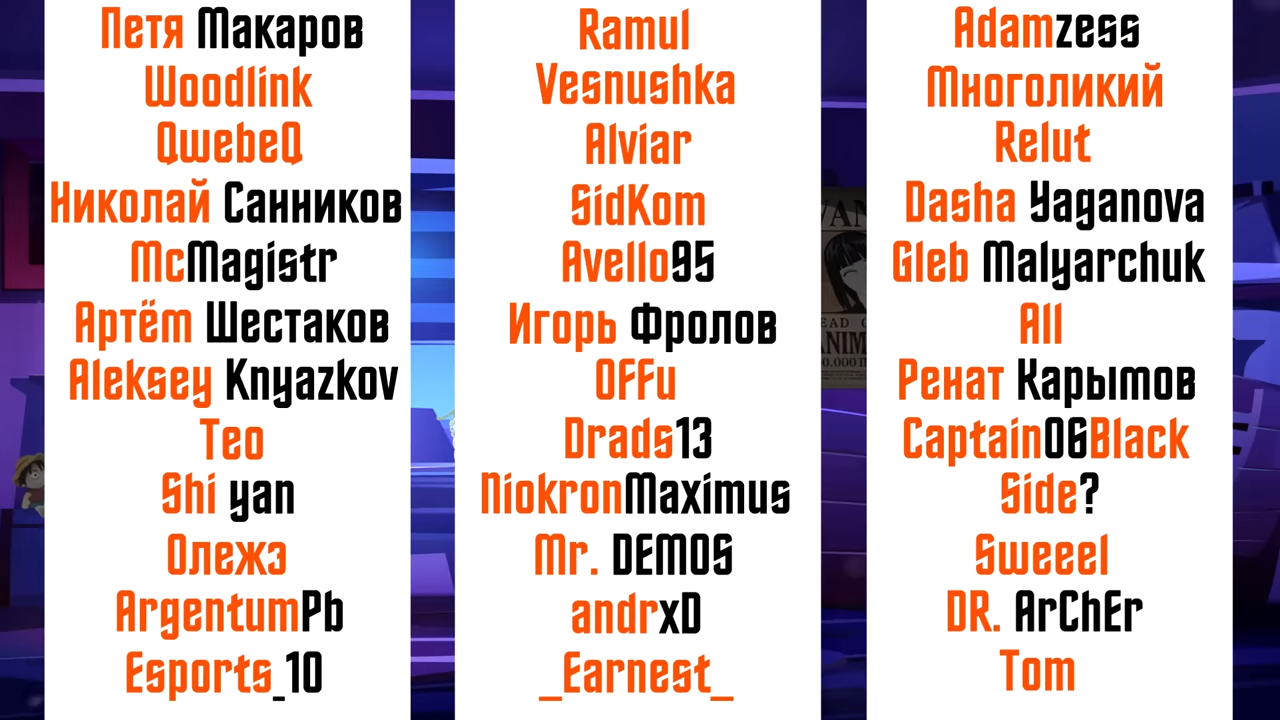 Петя Макаров
Woodlink
QwebeQ
Николай Санников
McMagistr
Артём Шестаков
Aleksey Knyazkov
Teo
Shi yan
Олежэ
ArgentumPb
Esports_10
Ramul
Vesnushka
Alviar
SidKom
Avello95
Игорь Фролов
OFFu
Drads13
NiokronMaximus
Mr. DEMOS
andrxD
_Earnest_
Adamzess
Многоликий
Relut
Dasha Yaganova
Gleb Malyarchuk
All
Ренат Карымов
Captain06Black
Side?
Sweeel
DR. ArChEr
Tom